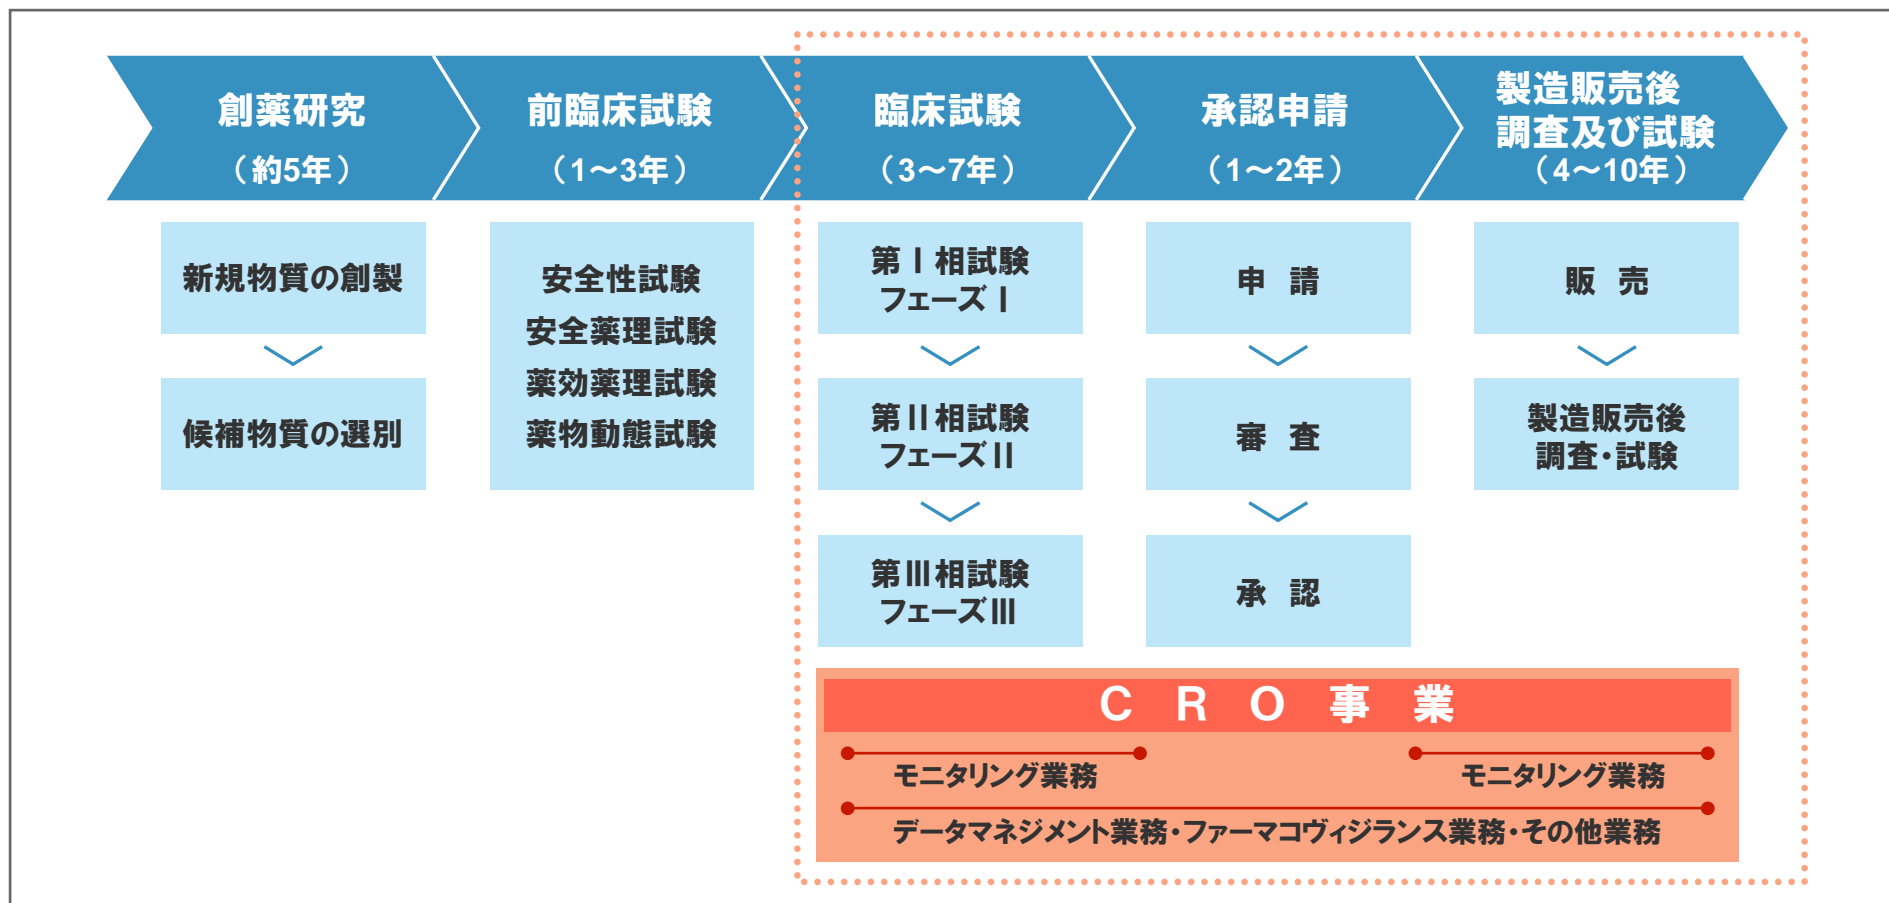 創薬研究
（約5年）
前臨床試験
（1〜3年）
臨床試験
（3〜7年）
承認申請
（1〜2年）
製造販売後
調査及び試験
（4〜10年）
新規物質の創製
候補物質の選別
安全性試験
安全薬理試験
薬効薬理試験
薬物動態試験
第Ⅰ相試験
フェーズⅠ
第Ⅱ相試験
フェーズⅡ
第Ⅲ相試験
フェーズⅢ
申 請
審 査
承 認
販 売
製造販売後
調査・試験
CRO事業
モニタリング業務
モニタリング業務
データマネジメント業務・ファーマコヴィジランス業務・その他業務